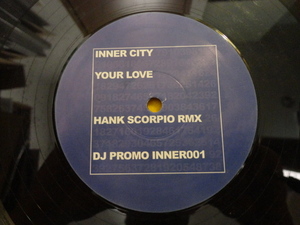 INNER CITY
YOUR LOVE
HANK SCORPIO RMX
DJ PROMO INNER001